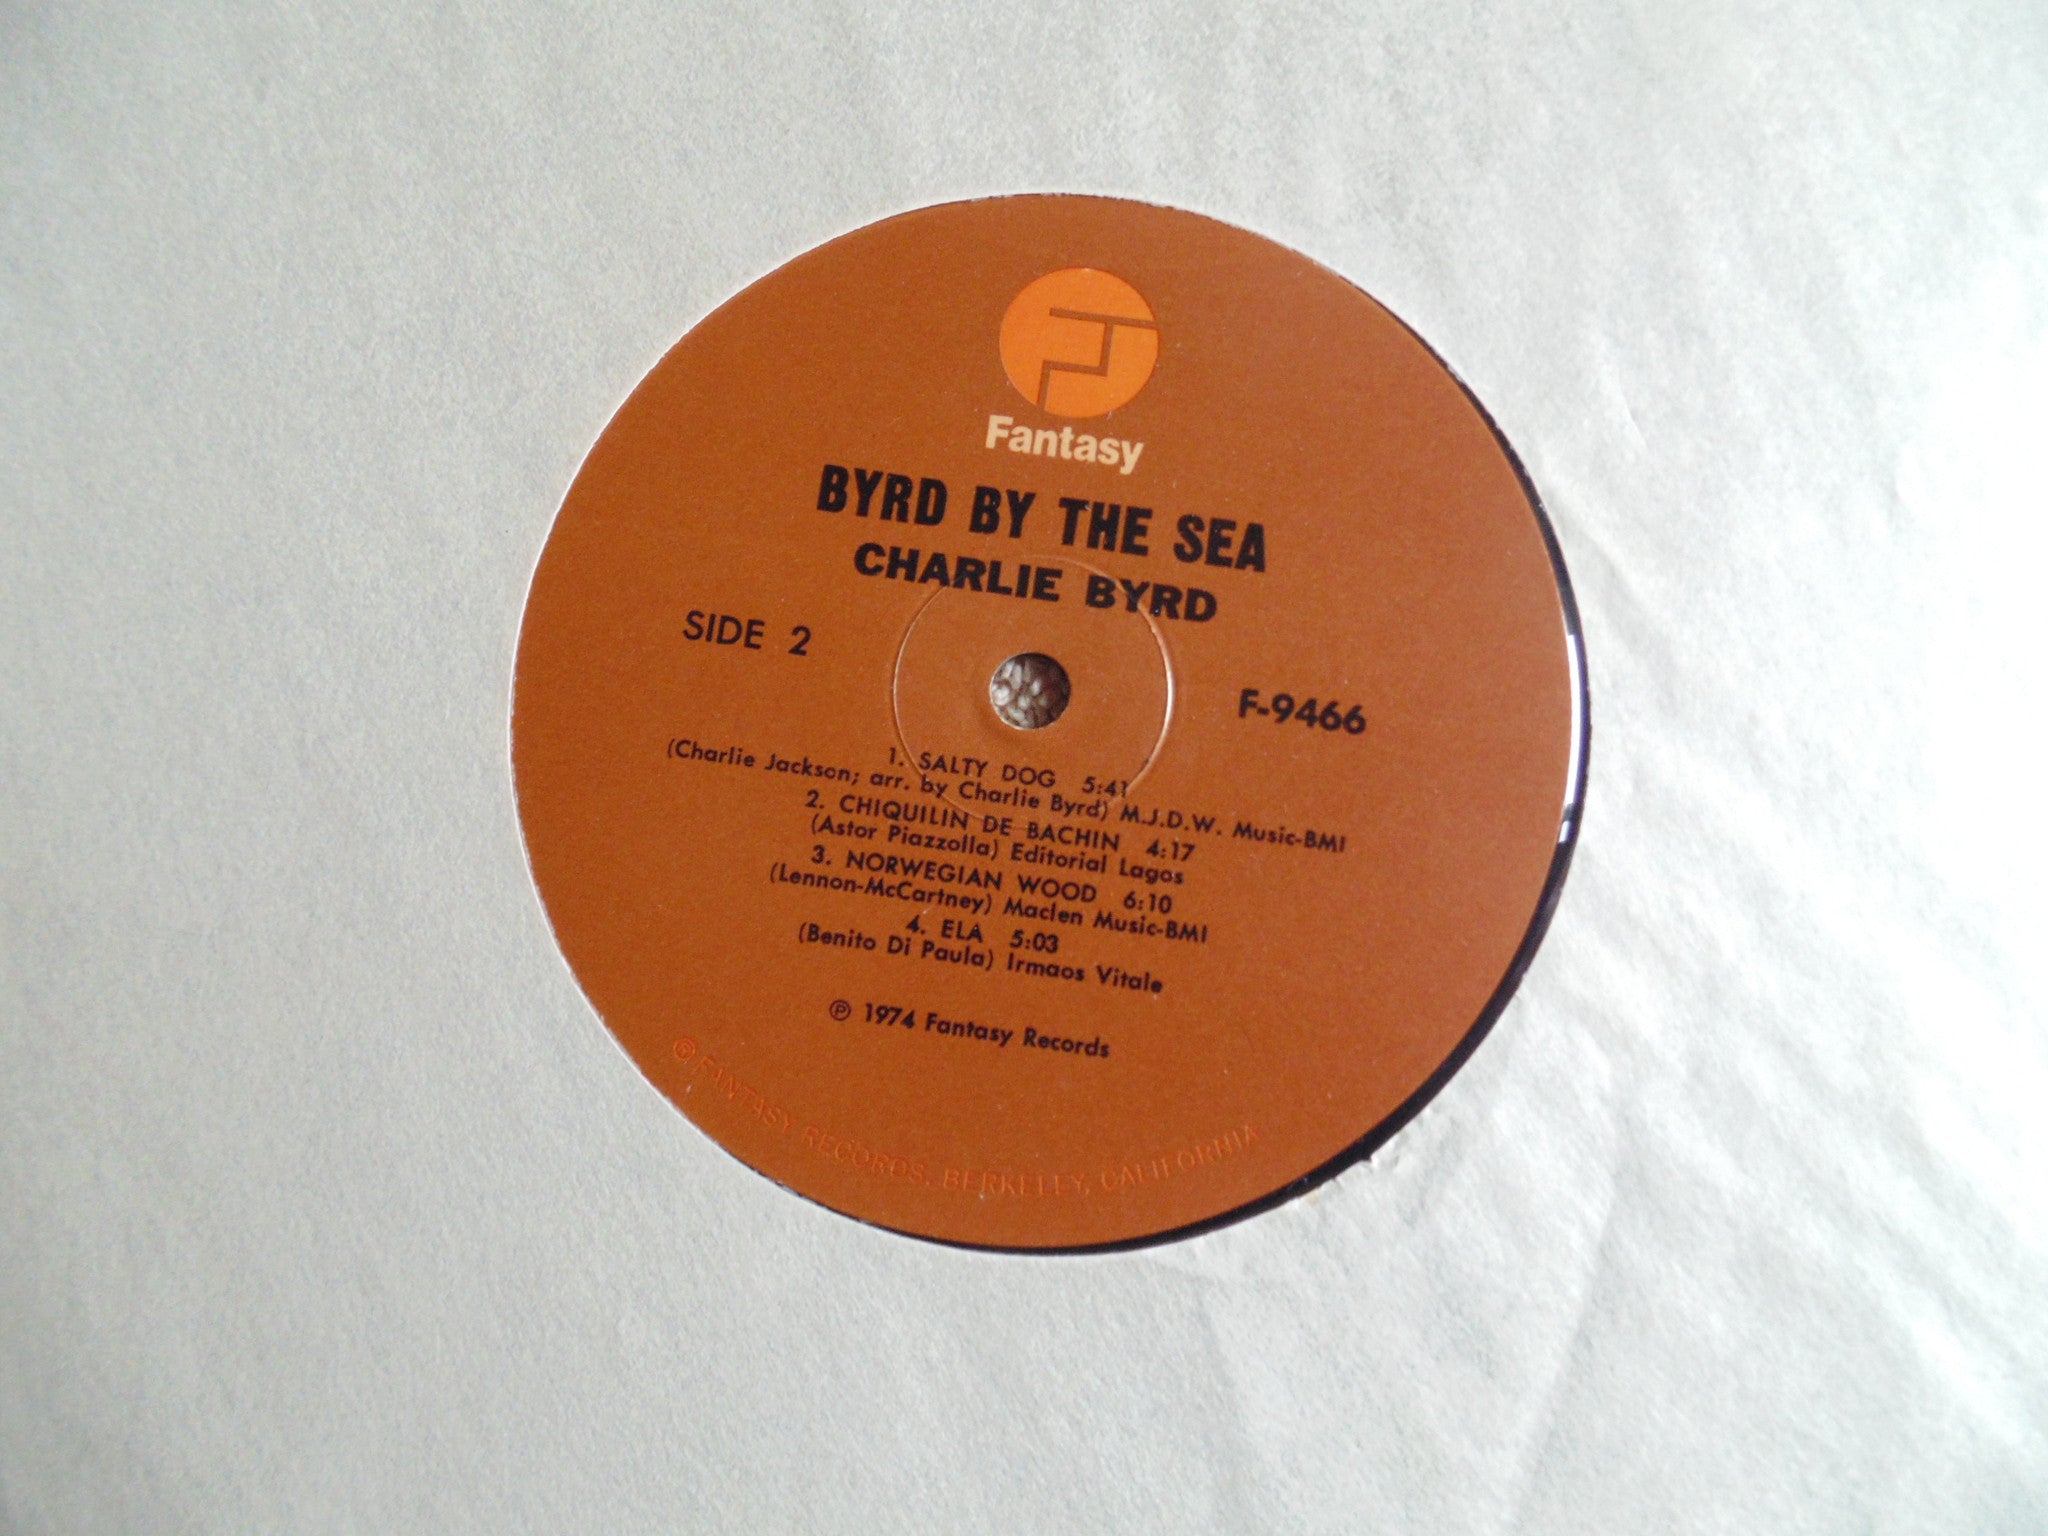 Fantasy
BYRD BY THE SEA
CHARLIE BYRD
SIDE 2
F-9466
1. SALTY DOG 5:41
(Charlie Jackson; arr. by Charlie Byrd) M.J.D.W. Music-BMI
2. CHIQUILIN DE BACHIN 4:17
(Astor Piazzolla) Editorial Lagos
3. NORWEGIAN WOOD 6:10
(Lennon-McCartney) Maclen Music-BMI
4. ELA 5:03
(Benito Di Paula) Irmaos Vitale
℗ 1974 Fantasy Records
® FANTASY RECORDS, BERKELEY, CALIFORNIA